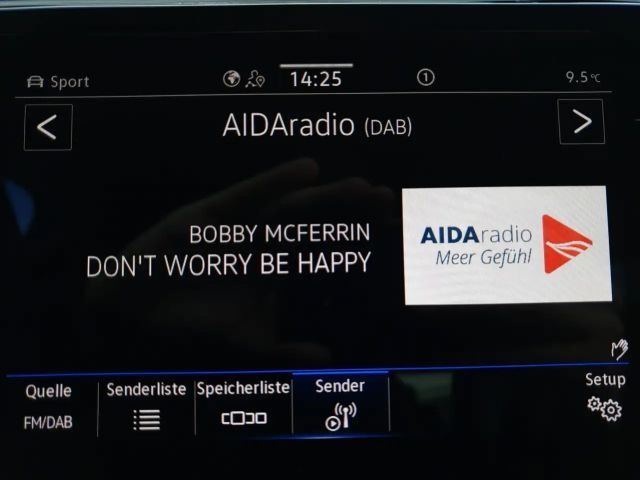 Sport
14:25
1
9.5°C
<
AIDAradio (DAB)
>
BOBBY MCFERRIN
DON'T WORRY BE HAPPY
AIDAradio
Meer Gefühl
Quelle
Senderliste
Speicherliste
Sender
Setup
FM/DAB